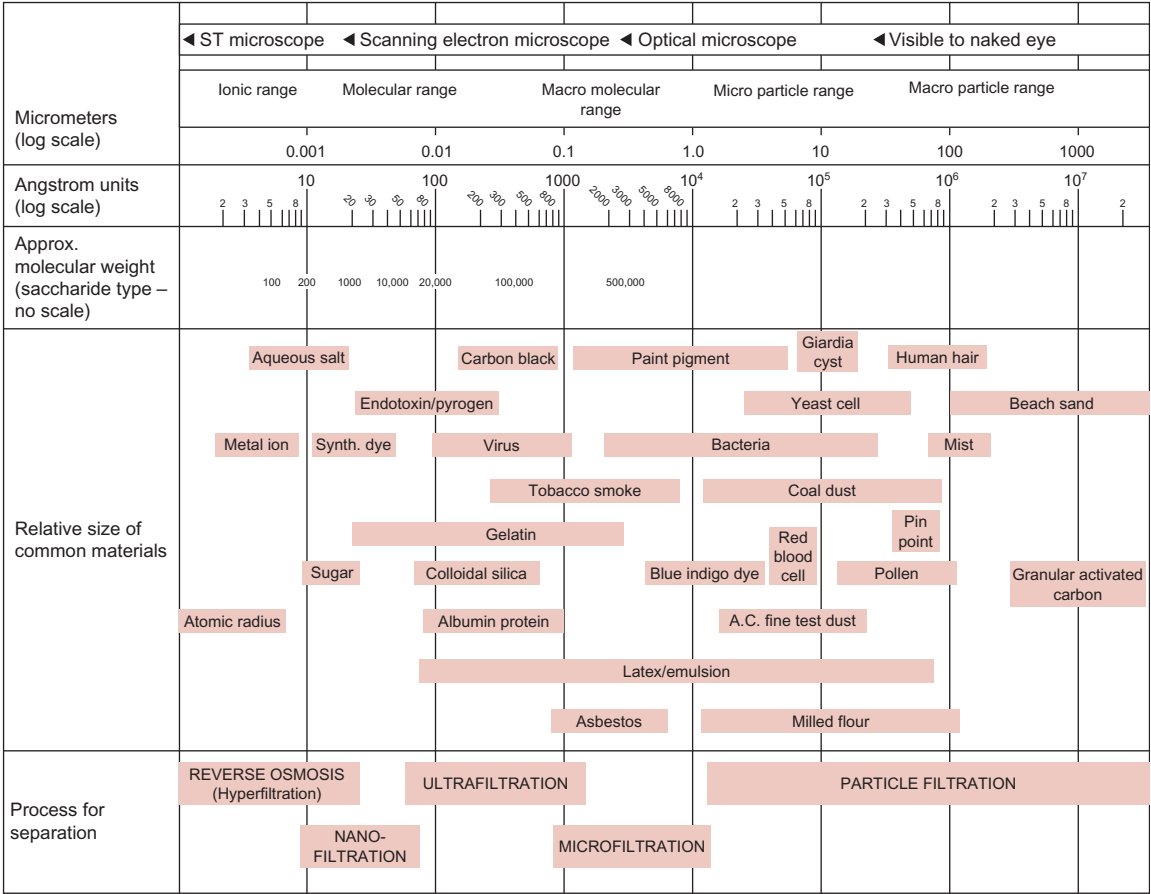 ◄ ST microscope ◄ Scanning electron microscope ◄ Optical microscope ◄ Visible to naked eye
Micrometers
(log scale)
Ionic range Molecular range Macro molecular
range Micro particle range Macro particle range
0.001 0.01 0.1 1.0 10 100 1000
Angstrom units
(log scale)
10 100 1000 10⁴ 10⁵ 10⁶ 10⁷
2 3 5 8 20 30 50 80 200 300 500 800 2000 3000 5000 8000 2 3 5 8 2 3 5 8 2 3 5 8 2
Approx.
molecular weight
(saccharide type –
no scale)
100 200 1000 10,000 20,000 100,000 500,000
Relative size of
common materials
Aqueous salt Carbon black Paint pigment Giardia
cyst Human hair
Endotoxin/pyrogen Yeast cell Beach sand
Metal ion Synth. dye Virus Bacteria Mist
Tobacco smoke Coal dust
Gelatin Red
blood
cell Pin
point
Sugar Colloidal silica Blue indigo dye Pollen Granular activated
carbon
Atomic radius Albumin protein A.C. fine test dust
Latex/emulsion
Asbestos Milled flour
Process for
separation
REVERSE OSMOSIS
(Hyperfiltration)
ULTRAFILTRATION PARTICLE FILTRATION
NANO-
FILTRATION
MICROFILTRATION